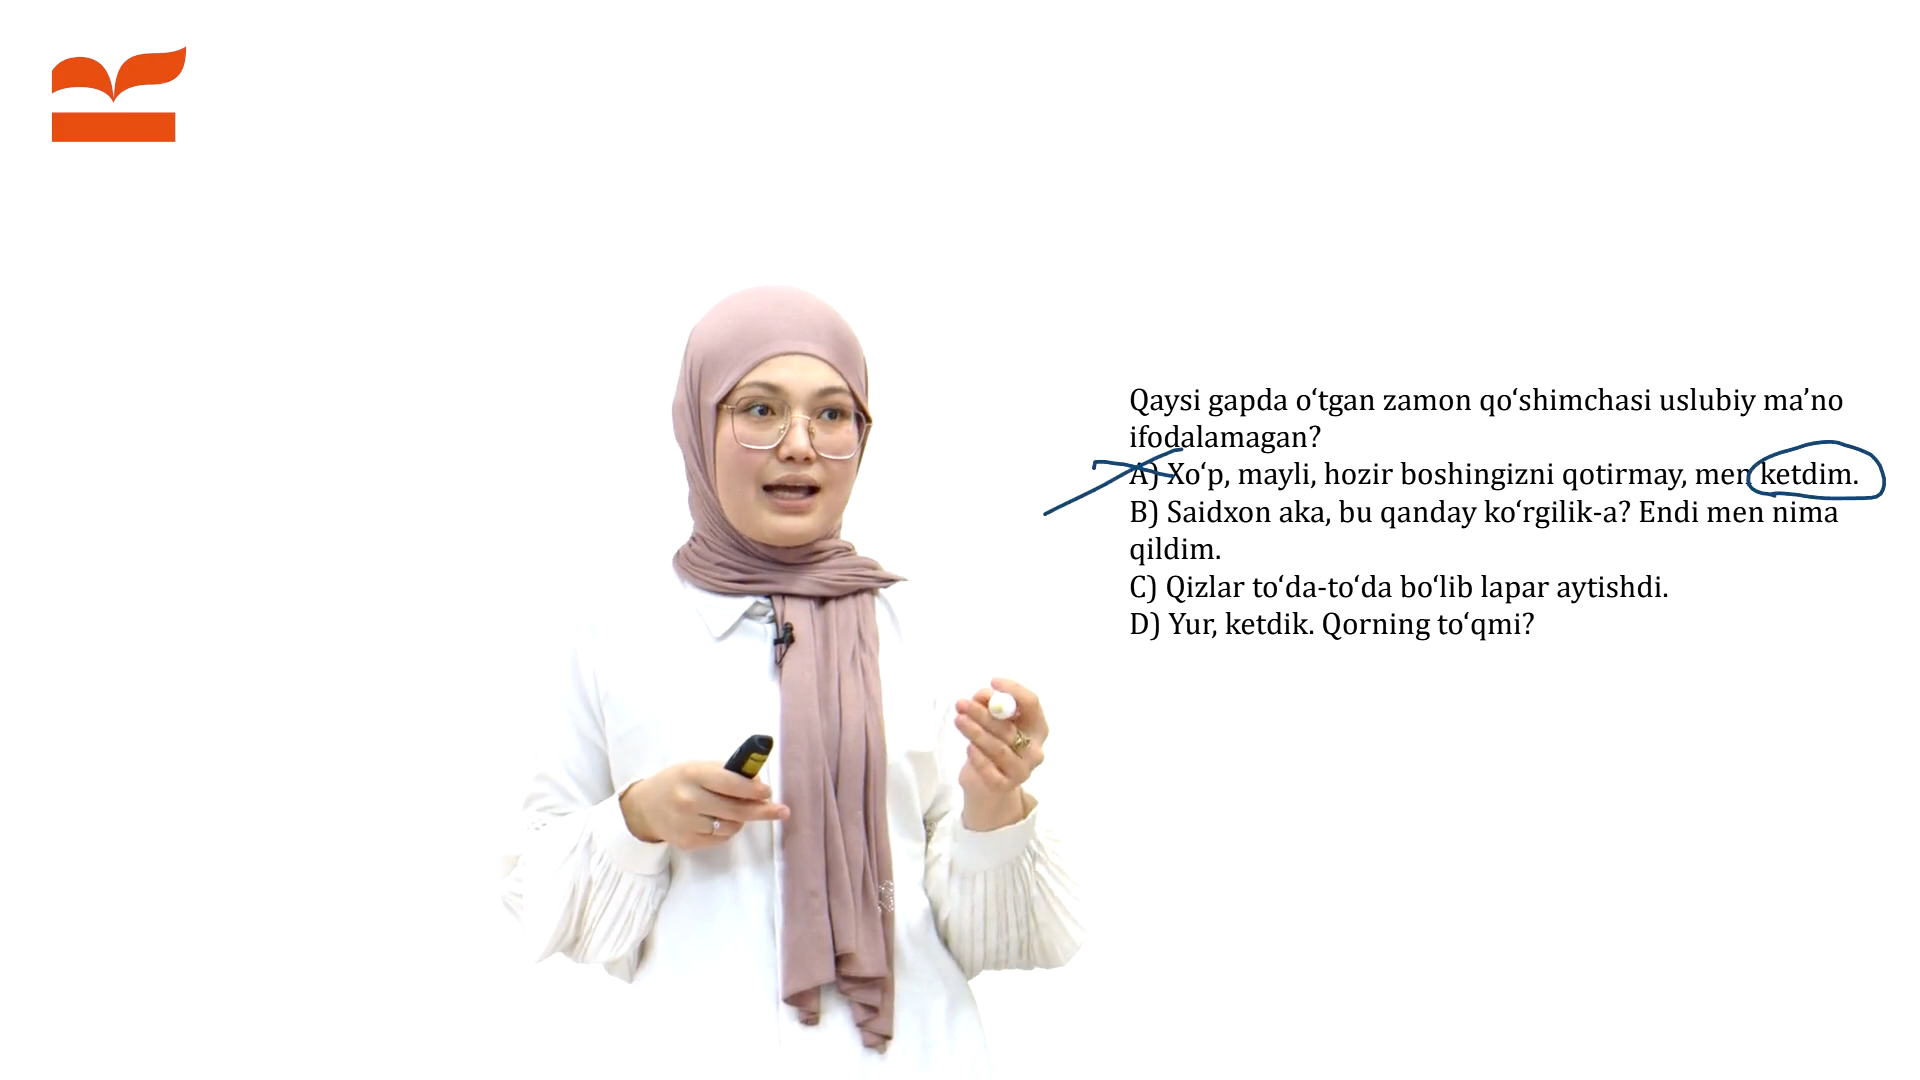 Qaysi gapda o‘tgan zamon qo‘shimchasi uslubiy ma’no
ifodalamagan?
A) Xo‘p, mayli, hozir boshingizni qotirmay, men ketdim.
B) Saidxon aka, bu qanday ko‘rgilik-a? Endi men nima
qildim.
C) Qizlar to‘da-to‘da bo‘lib lapar aytishdi.
D) Yur, ketdik. Qorning to‘qmi?